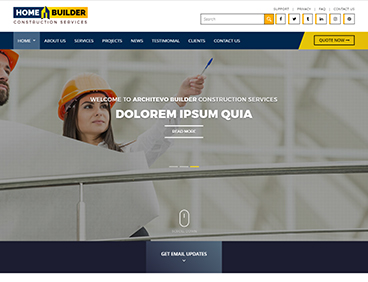 HOME BUILDER
CONSTRUCTION SERVICES
SUPPORT | PRIVACY | FAQ | CONTACT US
Search
HOME ABOUT US SERVICES PROJECTS NEWS TESTIMONIAL CLIENTS CONTACT US
QUOTE NOW
WELCOME TO ARCHITEVO BUILDER CONSTRUCTION SERVICES
DOLOREM IPSUM QUIA
READ MORE
GET EMAIL UPDATES